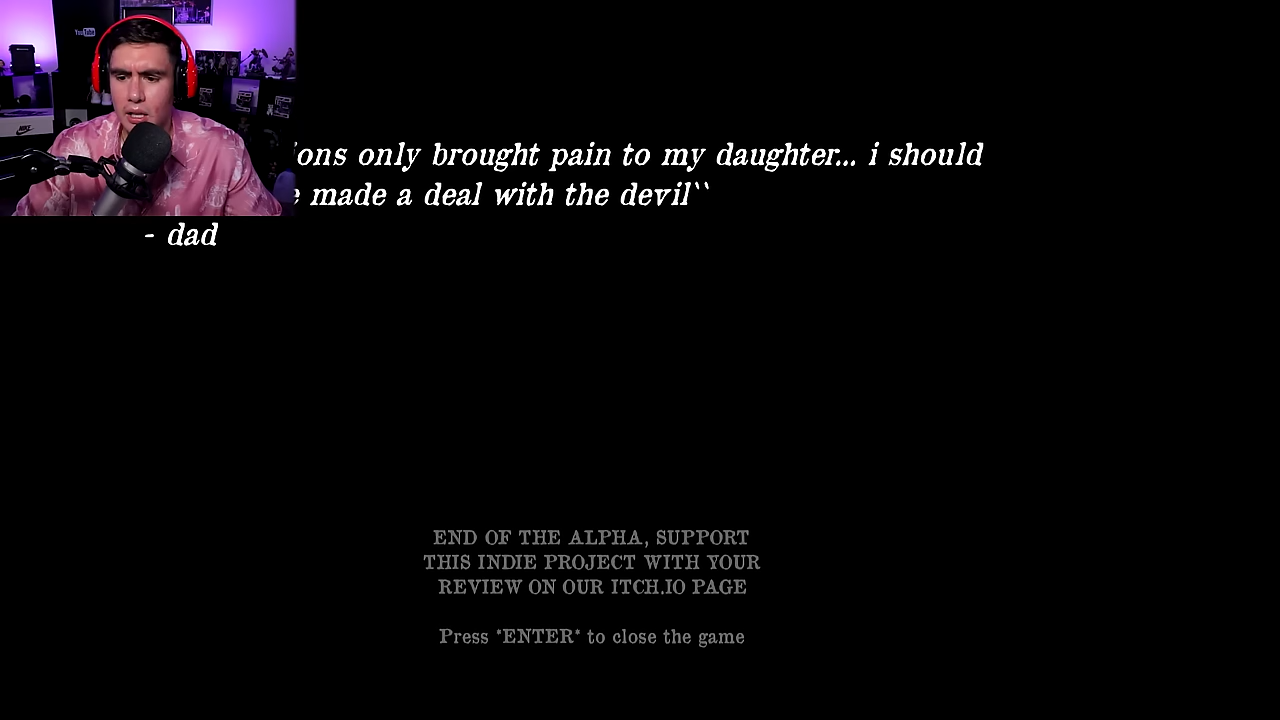 YouTube
only brought pain to my daughter... i should
made a deal with the devil``
- dad
END OF THE ALPHA, SUPPORT
THIS INDIE PROJECT WITH YOUR
REVIEW ON OUR ITCH.IO PAGE
Press *ENTER* to close the game